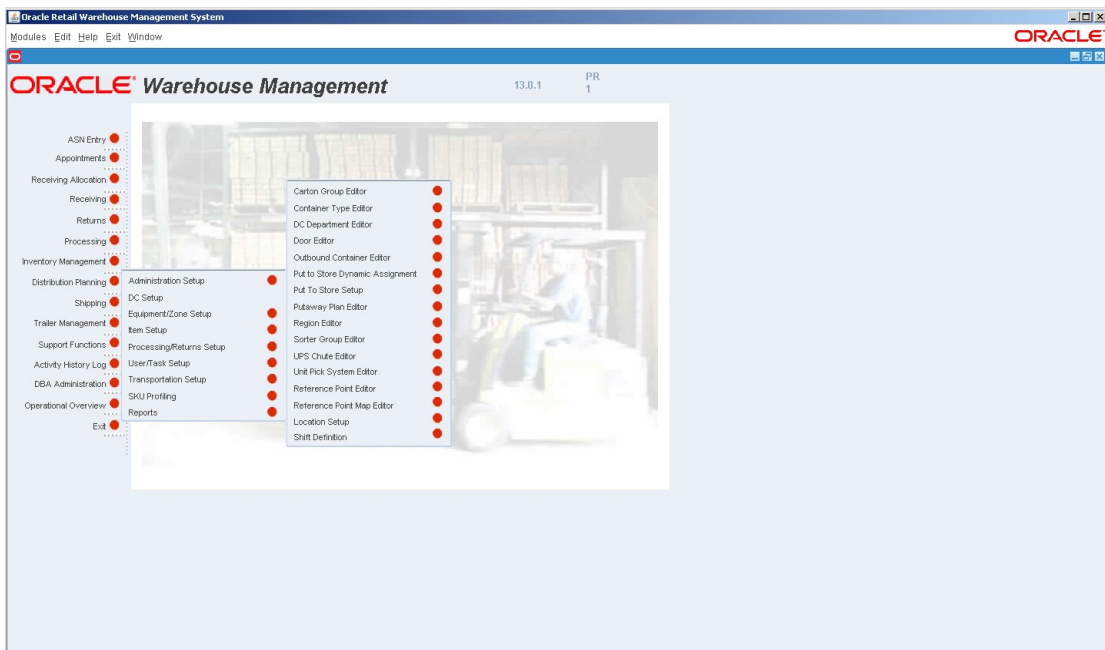 Oracle Retail Warehouse Management System
Modules Edit Help Exit Window
ORACLE
ORACLE Warehouse Management 13.0.1 PR 1
ASN Entry
Appointments
Receiving Allocation
Receiving
Returns
Processing
Inventory Management
Distribution Planning
Shipping
Trailer Management
Support Functions
Activity History Log
DBA Administration
Operational Overview
Exit
Administration Setup
DC Setup
Equipment/Zone Setup
Item Setup
Processing/Returns Setup
User/Task Setup
Transportation Setup
SKU Profiling
Reports
Carton Group Editor
Container Type Editor
DC Department Editor
Door Editor
Outbound Container Editor
Put to Store Dynamic Assignment
Put To Store Setup
Putaway Plan Editor
Region Editor
Sorter Group Editor
UPS Chute Editor
Unit Pick System Editor
Reference Point Editor
Reference Point Map Editor
Location Setup
Shift Definition